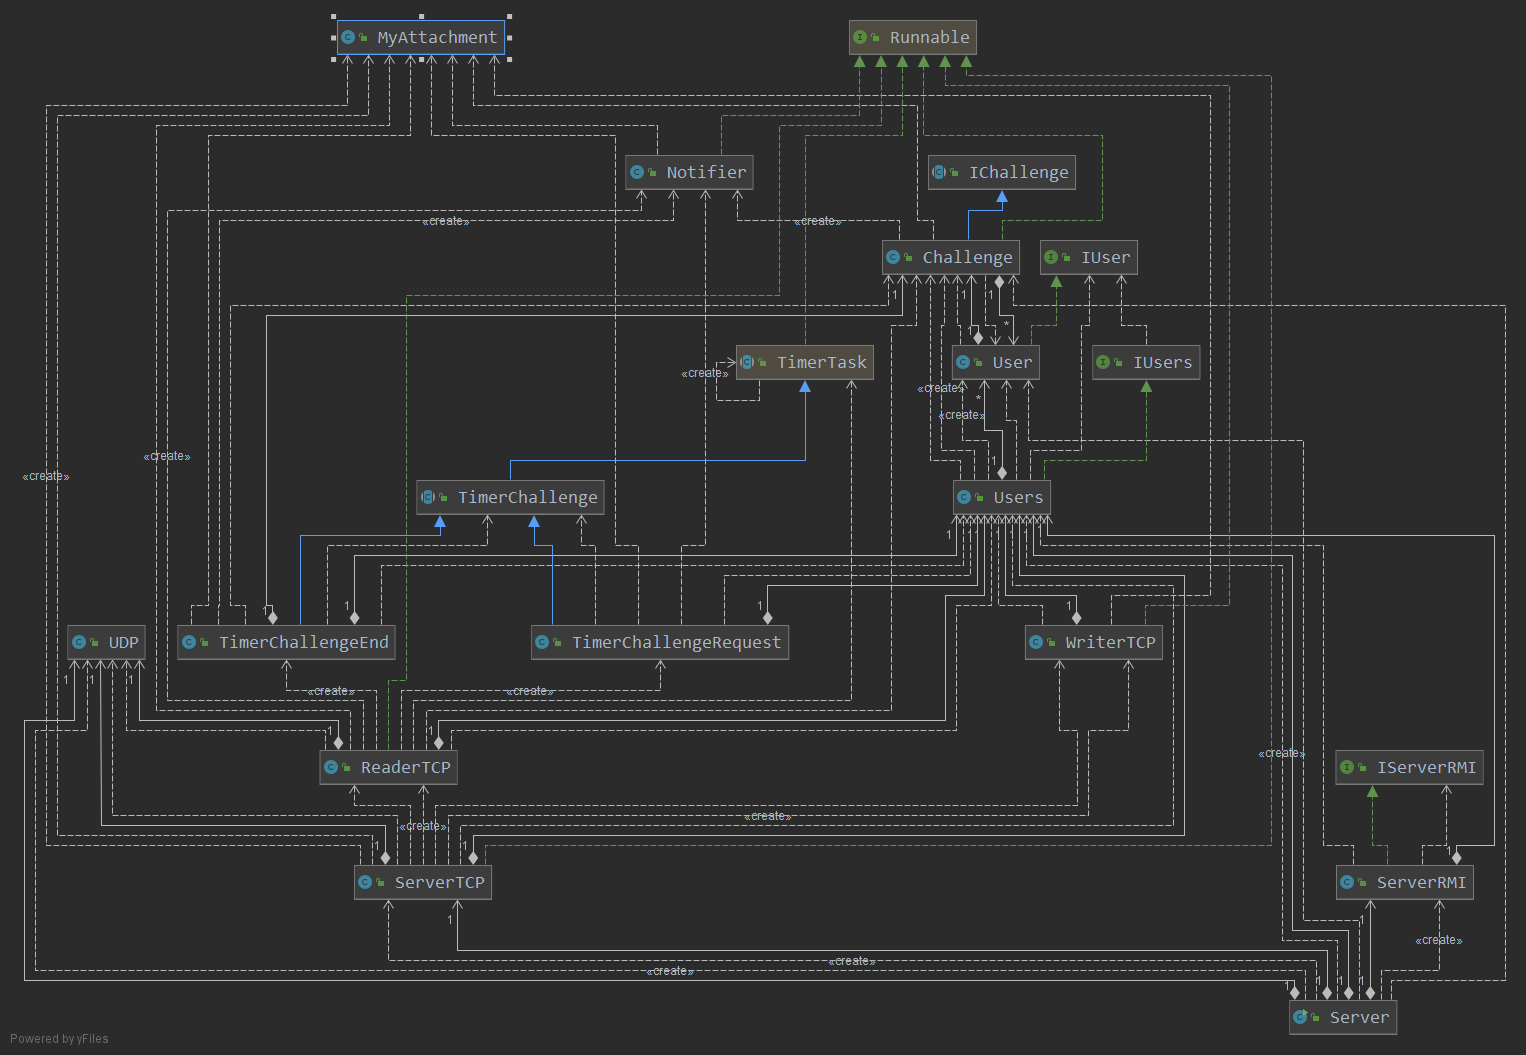 MyAttachment
Runnable
Notifier
IChallenge
«create»
«create»
Challenge
IUser
1
1
1
1
*
TimerTask
User
IUsers
«create»
«create»
*
«create»
«create»
1
«create»
TimerChallenge
Users
1
1
1
1
1
UDP
TimerChallengeEnd
TimerChallengeRequest
WriterTCP
1
1
1
«create»
«create»
1
1
«create»
ReaderTCP
IServerRMI
«create»
«create»
1
1
1
ServerTCP
ServerRMI
1
1
«create»
«create»
«create»
1
1
1
1
Server
Powered by yFiles